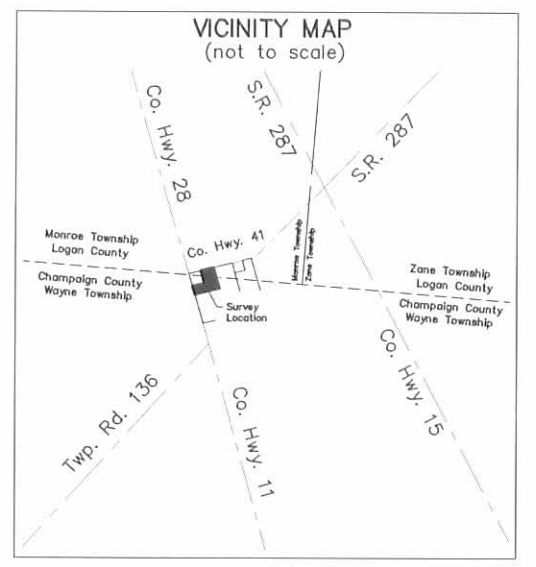 VICINITY MAP
(not to scale)
Co. Hwy. 28
S.R. 287
S.R. 287
Co. Hwy. 41
Monroe Township
Logan County
Monroe Township
Zane Township
Zane Township
Logan County
Champaign County
Wayne Township
Champaign County
Wayne Township
Survey
Location
Twp. Rd. 136
Co. Hwy. 11
Co. Hwy. 15